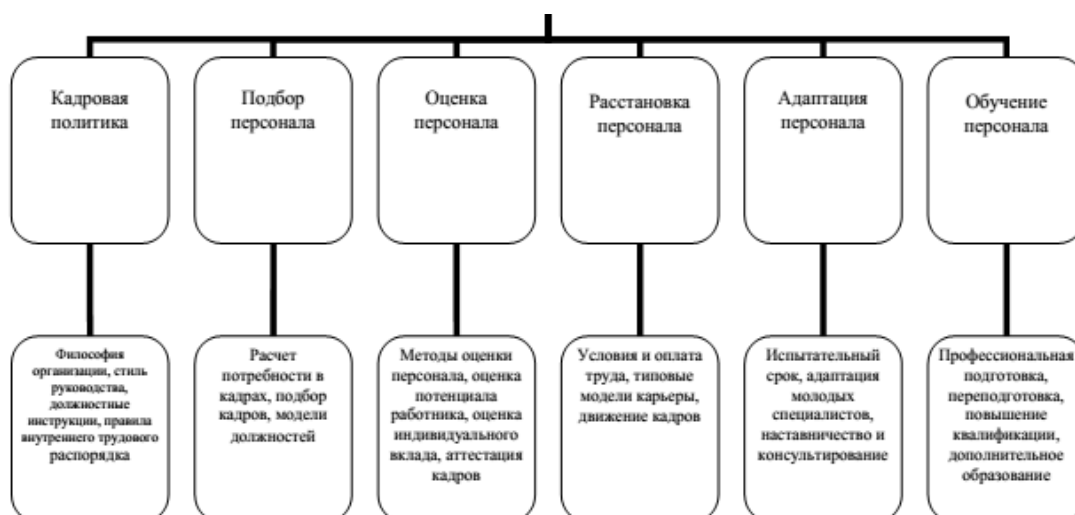 Кадровая
политика
Подбор
персонала
Оценка
персонала
Расстановка
персонала
Адаптация
персонала
Обучение
персонала
Философия
организации, стиль
руководства,
должностные
инструкции, правила
внутреннего трудового
распорядка
Расчет
потребности в
кадрах, подбор
кадров, модели
должностей
Методы оценки
персонала, оценка
потенциала
работника, оценка
индивидуального
вклада, аттестация
кадров
Условия и оплата
труда, типовые
модели карьеры,
движение кадров
Испытательный
срок, адаптация
молодых
специалистов,
наставничество и
консультирование
Профессиональная
подготовка,
переподготовка,
повышение
квалификации,
дополнительное
образование